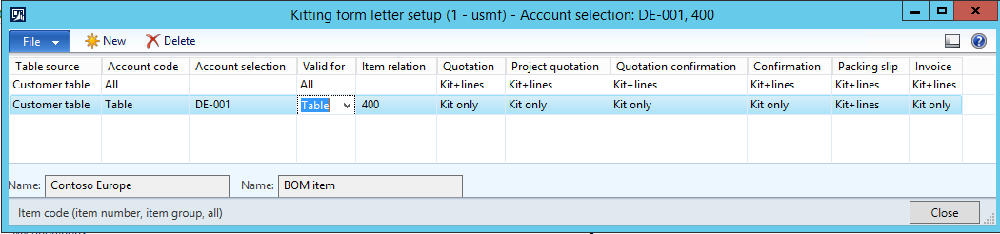 Kitting form letter setup (1 - usmf) - Account selection: DE-001, 400
File New Delete
Table source Account code Account selection Valid for Item relation Quotation Project quotation Quotation confirmation Confirmation Packing slip Invoice
Customer table All All Kit+lines Kit+lines Kit+lines Kit+lines Kit+lines Kit+lines
Customer table Table DE-001 Table 400 Kit only Kit only Kit only Kit only Kit+lines Kit only
Name: Contoso Europe Name: BOM item
Item code (item number, item group, all) Close